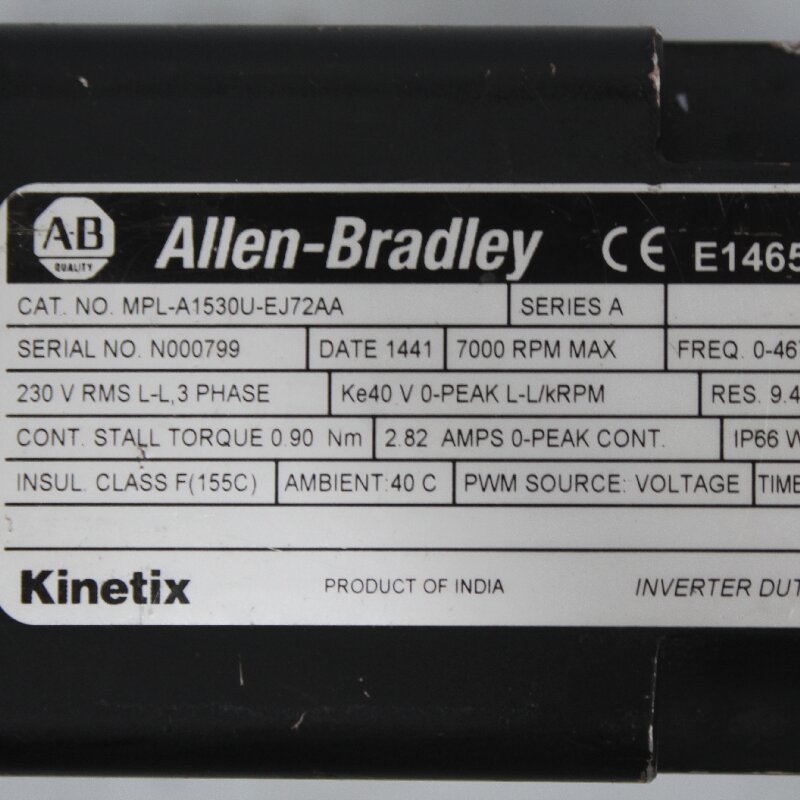 A·B
QUALITY
Allen-Bradley CE E1465
CAT. NO. MPL-A1530U-EJ72AA SERIES A
SERIAL NO. N000799 DATE 1441 7000 RPM MAX FREQ. 0-467
230 V RMS L-L,3 PHASE Ke40 V 0-PEAK L-L/kRPM RES. 9.4
CONT. STALL TORQUE 0.90 Nm 2.82 AMPS 0-PEAK CONT. IP66 W
INSUL. CLASS F(155C) AMBIENT:40 C PWM SOURCE: VOLTAGE TIME
Kinetix PRODUCT OF INDIA INVERTER DUT